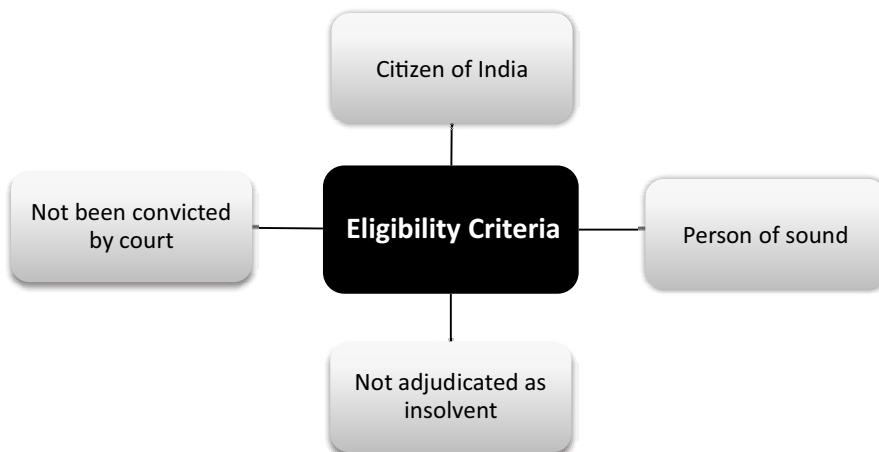 Citizen of India
Not been convicted
by court
Eligibility Criteria
Person of sound
Not adjudicated as
insolvent